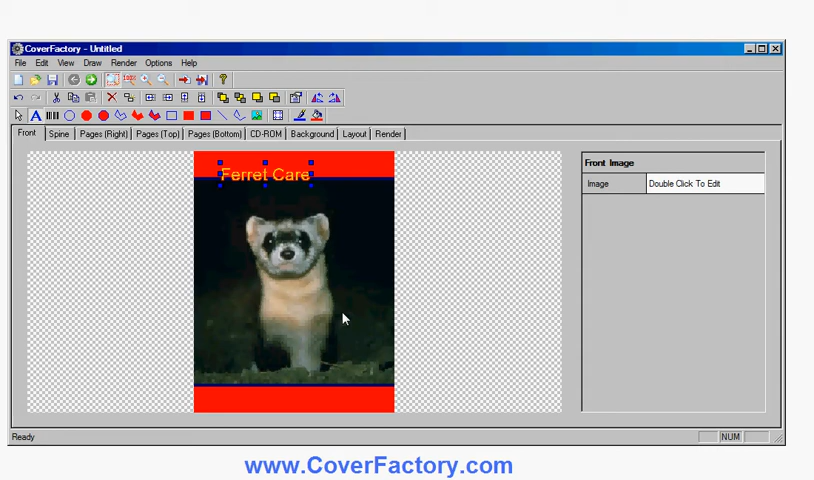 CoverFactory - Untitled
File Edit View Draw Render Options Help
100%
?
A
Front Spine Pages (Right) Pages (Top) Pages (Bottom) CD-ROM Background Layout Render
Ferret Care
Front Image
Image Double Click To Edit
Ready NUM
www.CoverFactory.com